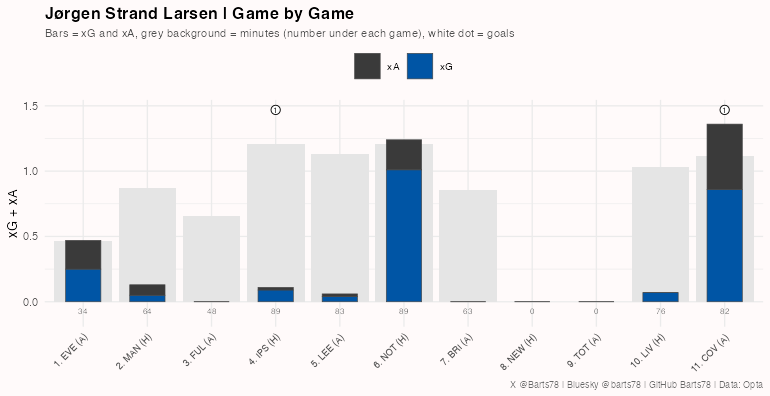 Jørgen Strand Larsen | Game by Game
Bars = xG and xA, grey background = minutes (number under each game), white dot = goals
xA xG
xG + xA
1.5
1.0
0.5
0.0
1 1
34 64 48 89 83 89 63 0 0 76 82
1. EVE (A)
2. MAN (H)
3. FUL (A)
4. IPS (H)
5. LEE (A)
6. NOT (H)
7. BRI (A)
8. NEW (H)
9. TOT (A)
10. LIV (H)
11. COV (A)
X @Barts78 | Bluesky @barts78 | GitHub Barts78 | Data: Opta